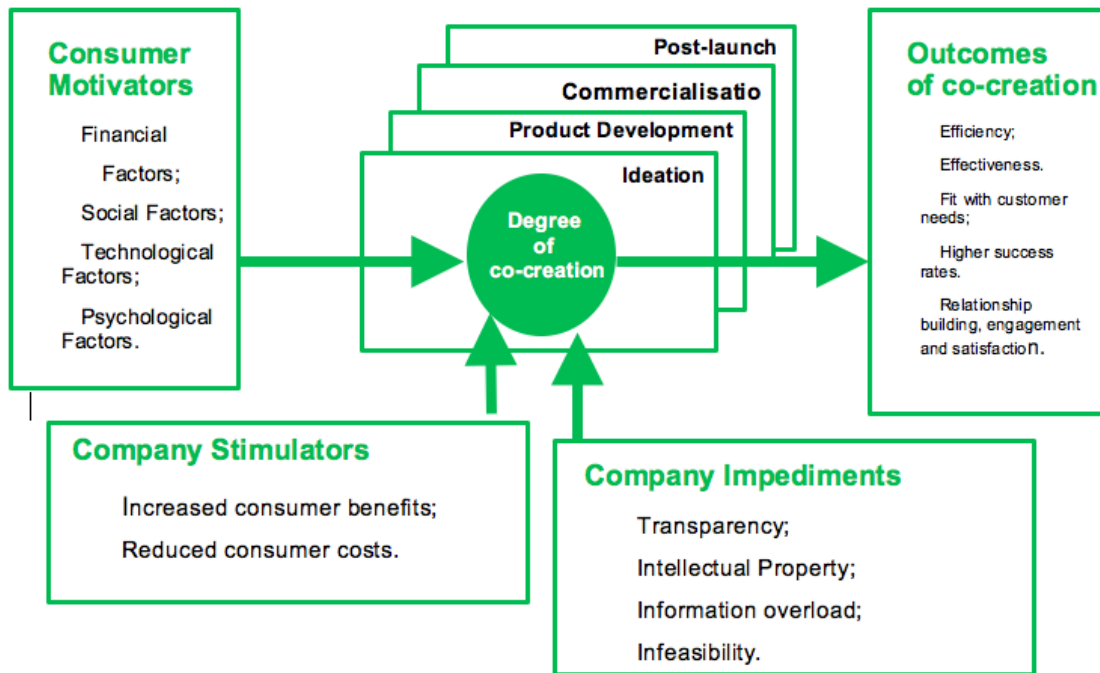 Consumer
Motivators
Financial
Factors;
Social Factors;
Technological
Factors;
Psychological
Factors.
Post-launch
Commercialisatio
Product Development
Ideation
Degree
of
co-creation
Outcomes
of co-creation
Efficiency;
Effectiveness.
Fit with customer
needs;
Higher success
rates.
Relationship
building, engagement
and satisfaction.
Company Stimulators
Increased consumer benefits;
Reduced consumer costs.
Company Impediments
Transparency;
Intellectual Property;
Information overload;
Infeasibility.